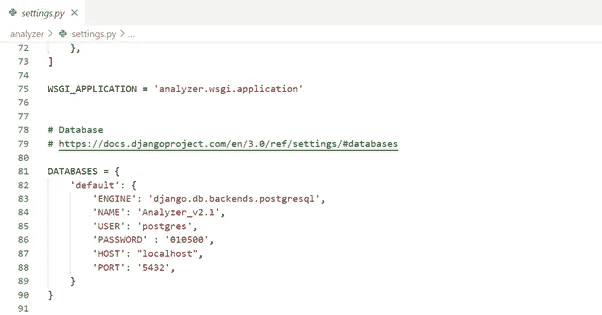 settings.py ×
analyzer > settings.py > ...
72 },
73 ]
74
75 WSGI_APPLICATION = 'analyzer.wsgi.application'
76
77
78 # Database
79 # https://docs.djangoproject.com/en/3.0/ref/settings/#databases
80
81 DATABASES = {
82 'default': {
83 'ENGINE': 'django.db.backends.postgresql',
84 'NAME': 'Analyzer_v2.1',
85 'USER': 'postgres',
86 'PASSWORD' : '010500',
87 'HOST': "localhost",
88 'PORT': '5432',
89 }
90 }
91